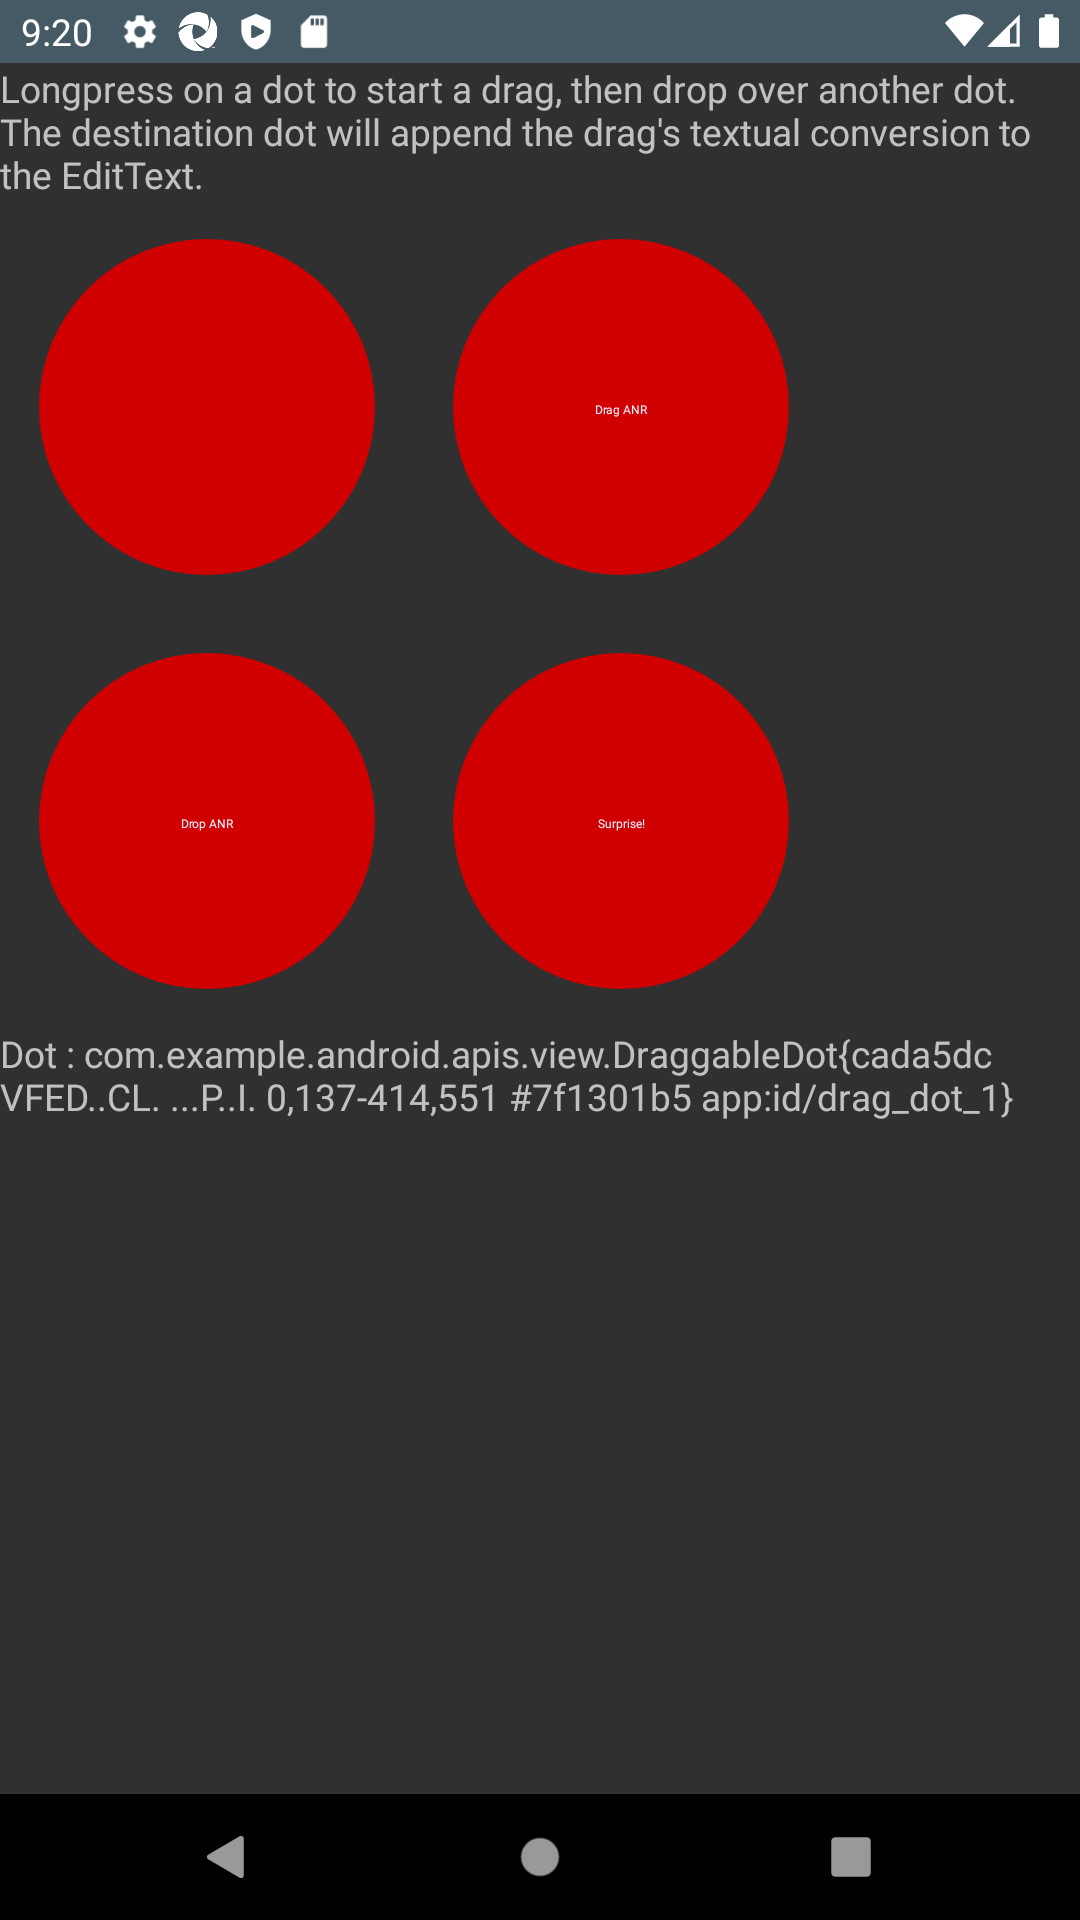 9:20
Longpress on a dot to start a drag, then drop over another dot.
The destination dot will append the drag's textual conversion to
the EditText.
Drag ANR
Drop ANR
Surprise!
Dot : com.example.android.apis.view.DraggableDot{cada5dc
VFED..CL. ...P..I. 0,137-414,551 #7f1301b5 app:id/drag_dot_1}